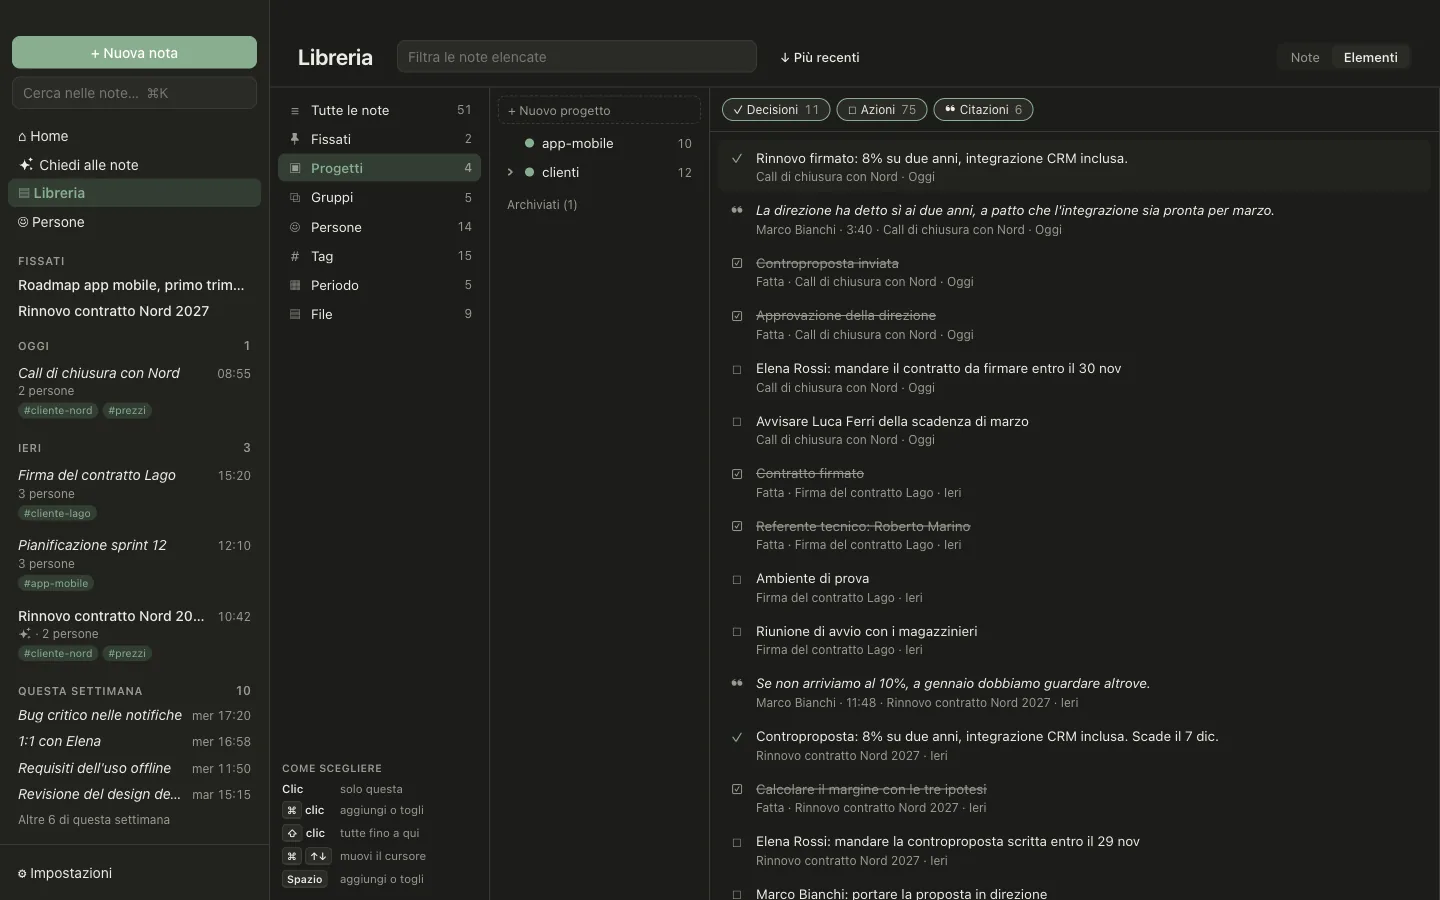 + Nuova nota
Cerca nelle note... ⌘K
Home
Chiedi alle note
Libreria
Persone
FISSATI
Roadmap app mobile, primo trim...
Rinnovo contratto Nord 2027
OGGI 1
Call di chiusura con Nord 08:55
2 persone
#cliente-nord #prezzi
IERI 3
Firma del contratto Lago 15:20
3 persone
#cliente-lago
Pianificazione sprint 12 12:10
3 persone
#app-mobile
Rinnovo contratto Nord 20... 10:42
· 2 persone
#cliente-nord #prezzi
QUESTA SETTIMANA 10
Bug critico nelle notifiche mer 17:20
1:1 con Elena mer 16:58
Requisiti dell'uso offline mer 11:50
Revisione del design de... mar 15:15
Altre 6 di questa settimana
Impostazioni
Libreria
Filtra le note elencate
↓ Più recenti
Note Elementi
Tutte le note 51
Fissati 2
Progetti 4
Gruppi 5
Persone 14
# Tag 15
Periodo 5
File 9
COME SCEGLIERE
Clic solo questa
⌘ clic aggiungi o togli
⇧ clic tutte fino a qui
⌘ ↑↓ muovi il cursore
Spazio aggiungi o togli
+ Nuovo progetto
app-mobile 10
clienti 12
Archiviati (1)
✓ Decisioni 11 □ Azioni 75 ❝ Citazioni 6
Rinnovo firmato: 8% su due anni, integrazione CRM inclusa.
Call di chiusura con Nord · Oggi
La direzione ha detto sì ai due anni, a patto che l'integrazione sia pronta per marzo.
Marco Bianchi · 3:40 · Call di chiusura con Nord · Oggi
Controproposta inviata
Fatta · Call di chiusura con Nord · Oggi
Approvazione della direzione
Fatta · Call di chiusura con Nord · Oggi
Elena Rossi: mandare il contratto da firmare entro il 30 nov
Call di chiusura con Nord · Oggi
Avvisare Luca Ferri della scadenza di marzo
Call di chiusura con Nord · Oggi
Contratto firmato
Fatta · Firma del contratto Lago · Ieri
Referente tecnico: Roberto Marino
Fatta · Firma del contratto Lago · Ieri
Ambiente di prova
Firma del contratto Lago · Ieri
Riunione di avvio con i magazzinieri
Firma del contratto Lago · Ieri
Se non arriviamo al 10%, a gennaio dobbiamo guardare altrove.
Marco Bianchi · 11:48 · Rinnovo contratto Nord 2027 · Ieri
Controproposta: 8% su due anni, integrazione CRM inclusa. Scade il 7 dic.
Rinnovo contratto Nord 2027 · Ieri
Calcolare il margine con le tre ipotesi
Fatta · Rinnovo contratto Nord 2027 · Ieri
Elena Rossi: mandare la controproposta scritta entro il 29 nov
Rinnovo contratto Nord 2027 · Ieri
Marco Bianchi: portare la proposta in direzione